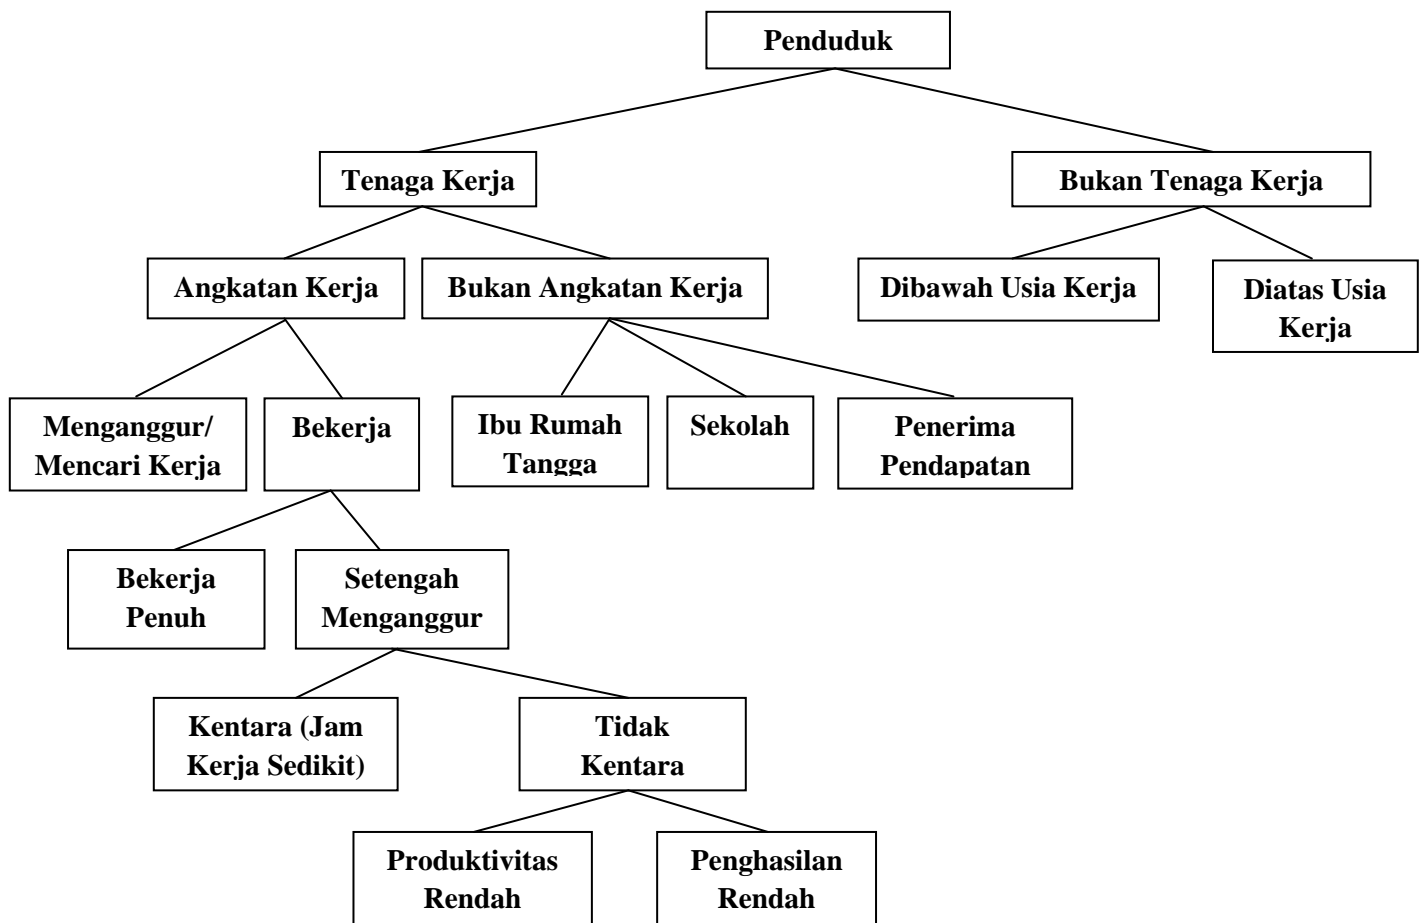 Penduduk
Tenaga Kerja
Bukan Tenaga Kerja
Angkatan Kerja
Bukan Angkatan Kerja
Dibawah Usia Kerja
Diatas Usia
Kerja
Menganggur/
Mencari Kerja
Bekerja
Ibu Rumah
Tangga
Sekolah
Penerima
Pendapatan
Bekerja
Penuh
Setengah
Menganggur
Kentara (Jam
Kerja Sedikit)
Tidak
Kentara
Produktivitas
Rendah
Penghasilan
Rendah